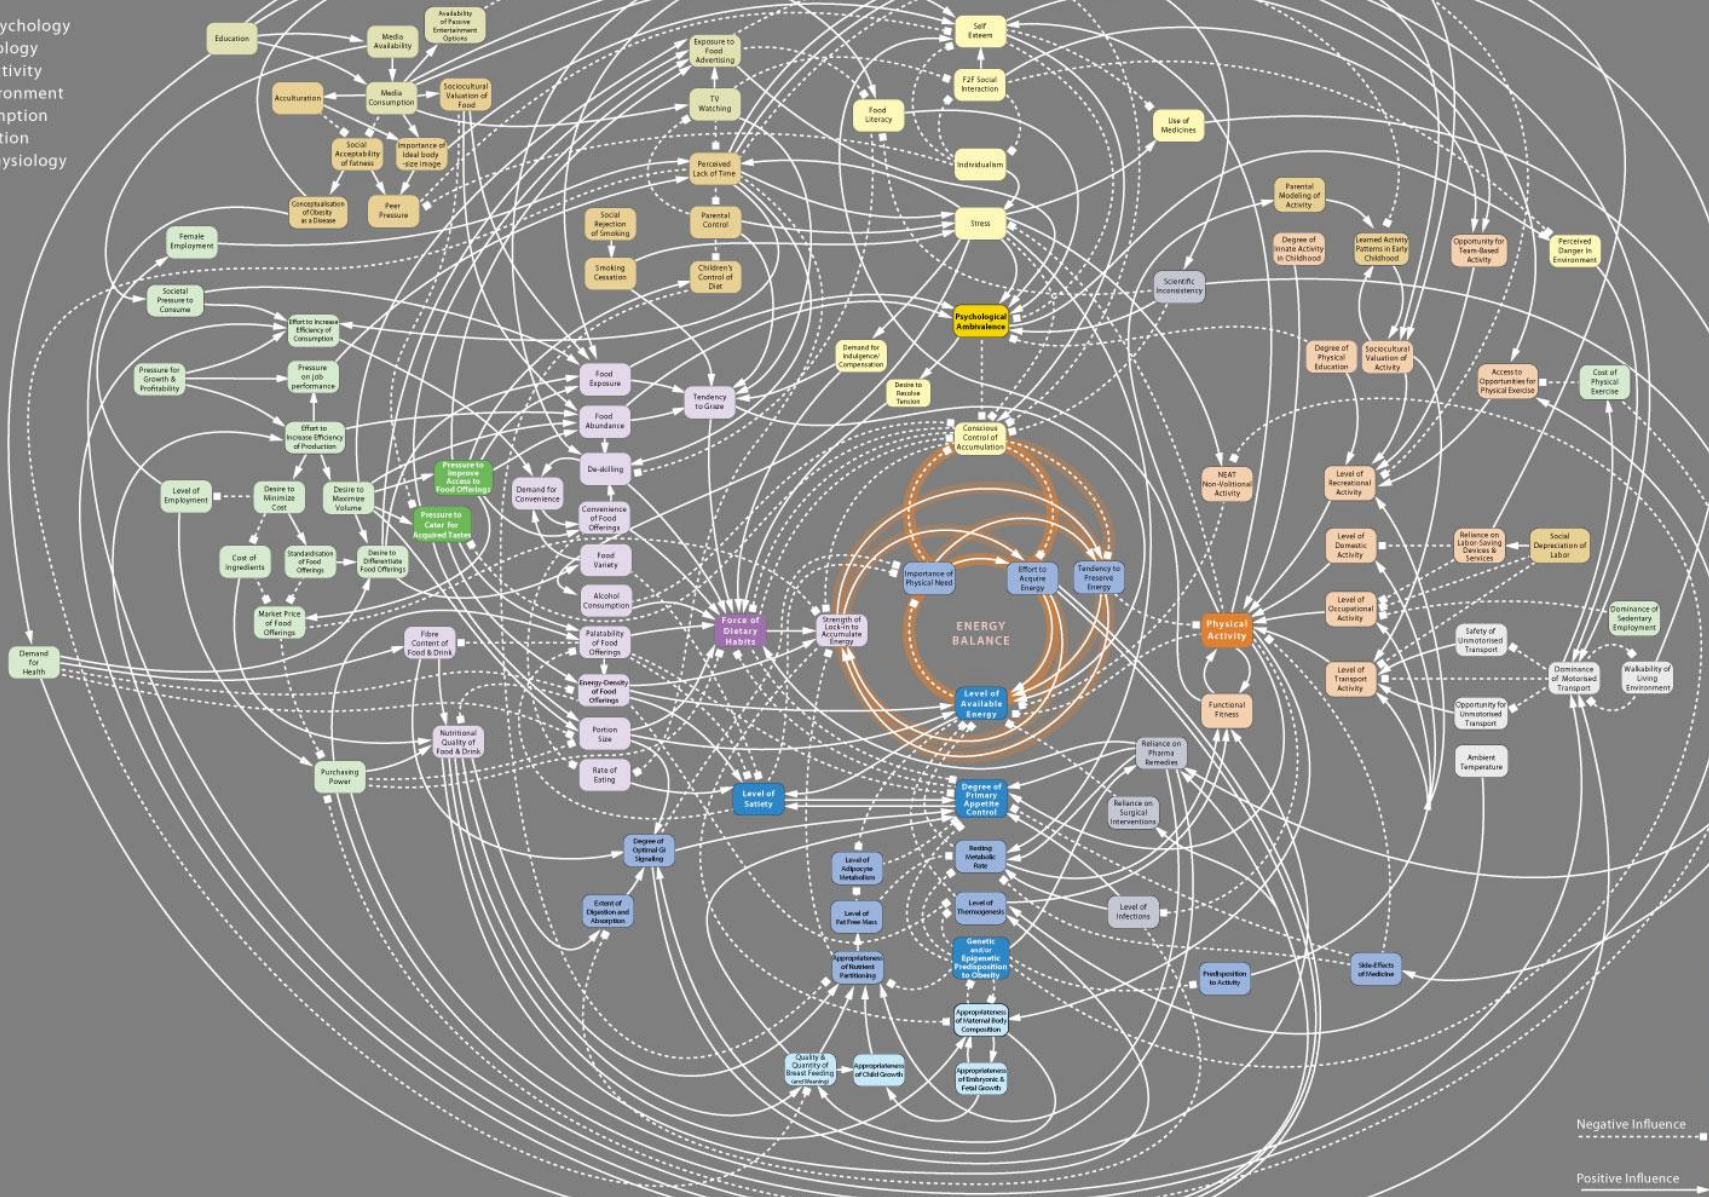 ychology
ology
tivity
ronment
mption
tion
hysiology
Education
Media
Availability
Availability
of Passive
Entertainment
Options
Acculturation
Media
Consumption
Sociocultural
Valuation of
Food
Social
Acceptability
of fatness
Importance of
Ideal body
-size image
Conceptualisation
of Obesity
as a Disease
Peer
Pressure
Exposure to
Food
Advertising
TV
Watching
Perceived
Lack of Time
Parental
Control
Children's
Control of
Diet
Social
Rejection
of Smoking
Smoking
Cessation
Self
Esteem
F2F Social
Interaction
Food
Literacy
Individualism
Stress
Use of
Medicines
Psychological
Ambivalence
Demand for
Indulgence/
Compensation
Desire to
Resolve
Tension
Conscious
Control of
Accumulation
Scientific
Inconsistency
Parental
Modeling of
Activity
Degree of
Innate Activity
in Childhood
Learned Activity
Patterns in Early
Childhood
Opportunity for
Team-Based
Activity
Perceived
Danger in
Environment
Degree of
Physical
Education
Sociocultural
Valuation of
Activity
Access to
Opportunities for
Physical Exercise
Cost of
Physical
Exercise
Female
Employment
Societal
Pressure to
Consume
Effort to Increase
Efficiency of
Consumption
Pressure for
Growth &
Profitability
Pressure
on job
performance
Effort to
Increase Efficiency
of Production
Level of
Employment
Desire to
Minimize
Cost
Desire to
Maximize
Volume
Pressure to
Improve
Access to
Food Offerings
Pressure to
Cater for
Acquired Tastes
Cost of
Ingredients
Standardisation
of Food
Offerings
Desire to
Differentiate
Food Offerings
Market Price
of Food
Offerings
Demand
for
Health
Purchasing
Power
Fibre
Content of
Food & Drink
Nutritional
Quality of
Food & Drink
Food
Exposure
Food
Abundance
Tendency
to Graze
De-skilling
Demand for
Convenience
Convenience
of Food
Offerings
Food
Variety
Alcohol
Consumption
Palatability
of Food
Offerings
Energy-Density
of Food
Offerings
Portion
Size
Rate of
Eating
Force of
Dietary
Habits
Strength of
Lock-in to
Accumulate
Energy
Importance of
Physical Need
Effort to
Acquire
Energy
Tendency to
Preserve
Energy
ENERGY
BALANCE
Level of
Available
Energy
Level of
Satiety
Degree of
Primary
Appetite
Control
Degree of
Optimal GI
Signaling
Extent of
Digestion and
Absorption
Level of
Adipocyte
Metabolism
Level of
Fat Free Mass
Appropriateness
of Nutrient
Partitioning
Resting
Metabolic
Rate
Level of
Thermogenesis
Genetic
and/or
Epigenetic
Predisposition
to Obesity
Appropriateness
of Maternal Body
Composition
Quality &
Quantity of
Breast Feeding
(and Weaning)
Appropriateness
of Child Growth
Appropriateness
of Embryonic &
Fetal Growth
Reliance on
Pharma
Remedies
Reliance on
Surgical
Interventions
Level of
Infections
Predisposition
to Activity
Side-Effects
of Medicine
NEAT
Non-Volitional
Activity
Level of
Recreational
Activity
Level of
Domestic
Activity
Reliance on
Labor-Saving
Devices &
Services
Social
Depreciation of
Labor
Level of
Occupational
Activity
Physical
Activity
Dominance of
Sedentary
Employment
Safety of
Unmotorised
Transport
Level of
Transport
Activity
Dominance
of Motorised
Transport
Walkability of
Living
Environment
Functional
Fitness
Opportunity for
Unmotorised
Transport
Ambient
Temperature
Negative Influence
Positive Influence